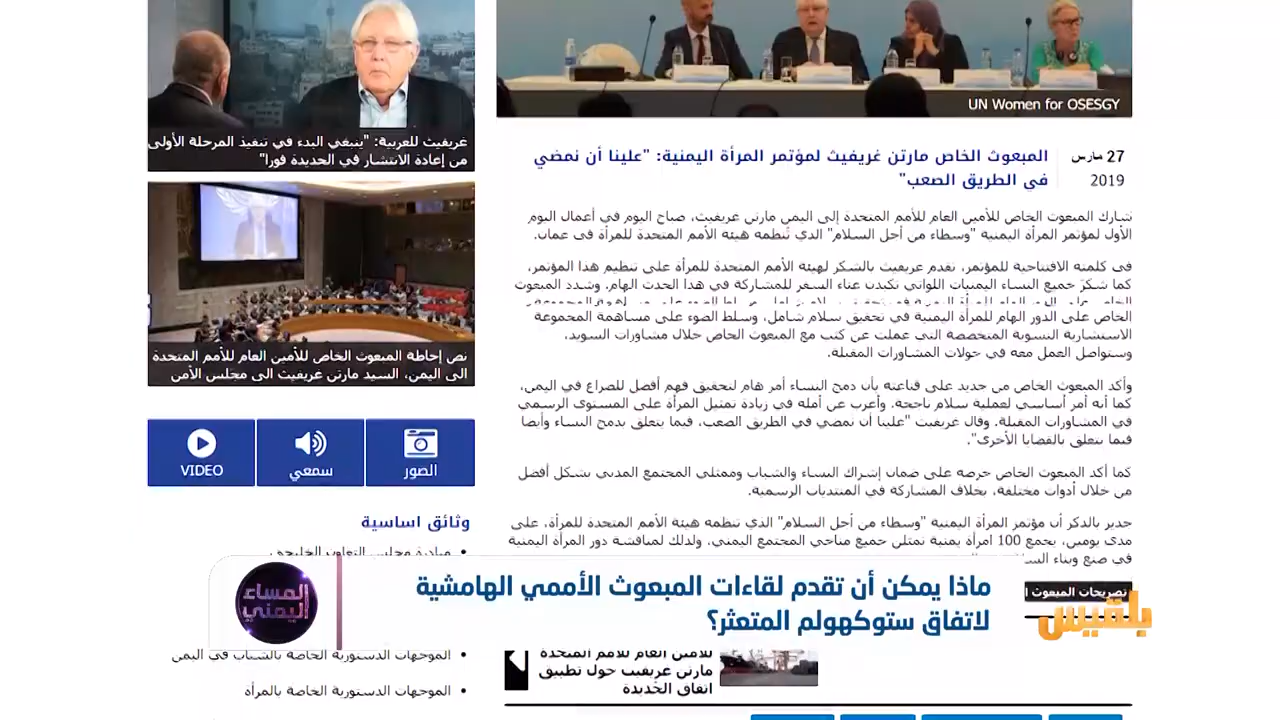 UN Women for OSESGY
27 مارس
2019
المبعوث الخاص مارتن غريفيث لمؤتمر المرأة اليمنية: "علينا أن نمضي
في الطريق الصعب"
شارك المبعوث الخاص للأمين العام للأمم المتحدة إلى اليمن مارتن غريفيث، صباح اليوم في أعمال اليوم
الأول لمؤتمر المرأة اليمنية "وسطاء من أجل السلام" الذي تُنظمه هيئة الأمم المتحدة للمرأة في عمان.
في كلمته الافتتاحية للمؤتمر، تقدم غريفيث بالشكر لهيئة الأمم المتحدة للمرأة على تنظيم هذا المؤتمر،
كما شكرَ جميع النساء اليمنيات اللواتي تكبدن عناء السفر للمشاركة في هذا الحدث الهام. وشدد المبعوث
الخاص على الدور الهام للمرأة اليمنية في تحقيق سلام شامل، وسلط الضوء على مساهمة المجموعة
الاستشارية النسوية المتخصصة التي عملت عن كثب مع المبعوث الخاص خلال مشاورات السويد،
وستواصل العمل معه في جولات المشاورات المقبلة.
وأكد المبعوث الخاص من جديد على قناعته بأن دمج النساء أمر هام لتحقيق فهم أفضل للصراع في اليمن،
كما أنه أمر أساسي لعملية سلام ناجحة. وأعرب عن أمله في زيادة تمثيل المرأة على المستوى الرسمي
في المشاورات المقبلة. وقال غريفيث "علينا أن نمضي في الطريق الصعب، فيما يتعلق بدمج النساء وأيضا
فيما يتعلق بالقضايا الأخرى".
كما أكد المبعوث الخاص حرصه على ضمان إشراك النساء والشباب وممثلي المجتمع المدني بشكل أفضل
من خلال أدوات مختلفة، بخلاف المشاركة في المنتديات الرسمية.
جدير بالذكر أن مؤتمر المرأة اليمنية "وسطاء من أجل السلام" الذي تنظمه هيئة الأمم المتحدة للمرأة، على
مدى يومين، يجمع 100 امرأة يمنية تمثلن جميع مناحي المجتمع اليمني، وذلك لمناقشة دور المرأة اليمنية
في صنع وبناء
تصريحات المبعوث
للأمين العام للأمم المتحدة
مارتن غريفيث حول تطبيق
اتفاق الحُديدة
غريفيث للعربية: "ينبغي البدء في تنفيذ المرحلة الأولى
من إعادة الانتشار في الحديدة فورا"
نص إحاطة المبعوث الخاص للأمين العام للأمم المتحدة
الى اليمن، السيد مارتن غريفيث الى مجلس الأمن
الصور
سمعي
VIDEO
وثائق اساسية
مبادرة مجلس التعاون الخليجي
الموجهات الدستورية الخاصة بالشباب في اليمن
الموجهات الدستورية الخاصة بالمرأة
ماذا يمكن أن تقدم لقاءات المبعوث الأممي الهامشية
لاتفاق ستوكهولم المتعثر؟
المساء
اليمني
بلقيس